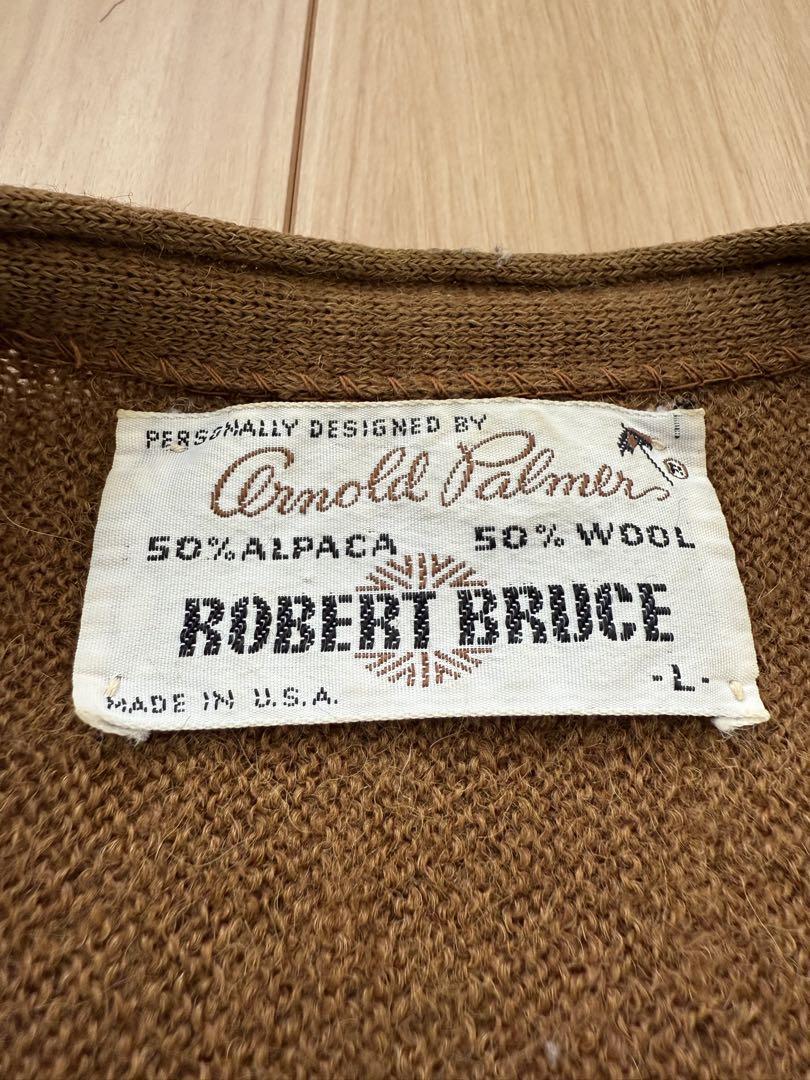 PERSONALLY DESIGNED BY
Arnold Palmer ®
50% ALPACA 50% WOOL
ROBERT BRUCE
-L-
MADE IN U.S.A.